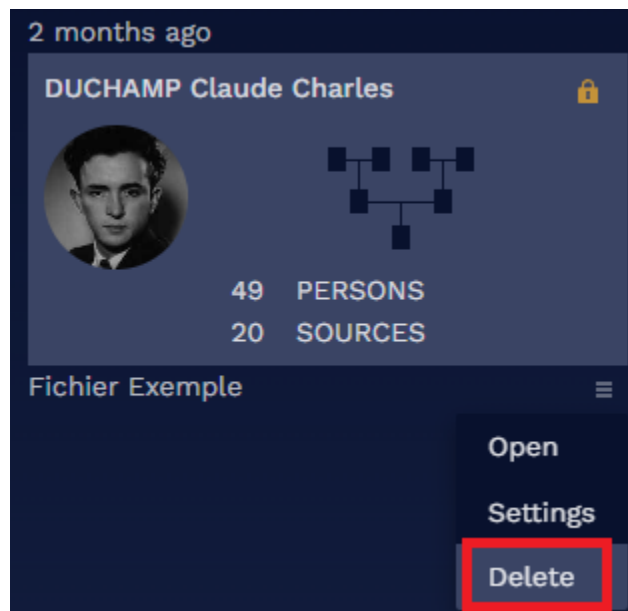 2 months ago
DUCHAMP Claude Charles
49 PERSONS
20 SOURCES
Fichier Exemple
Open
Settings
Delete